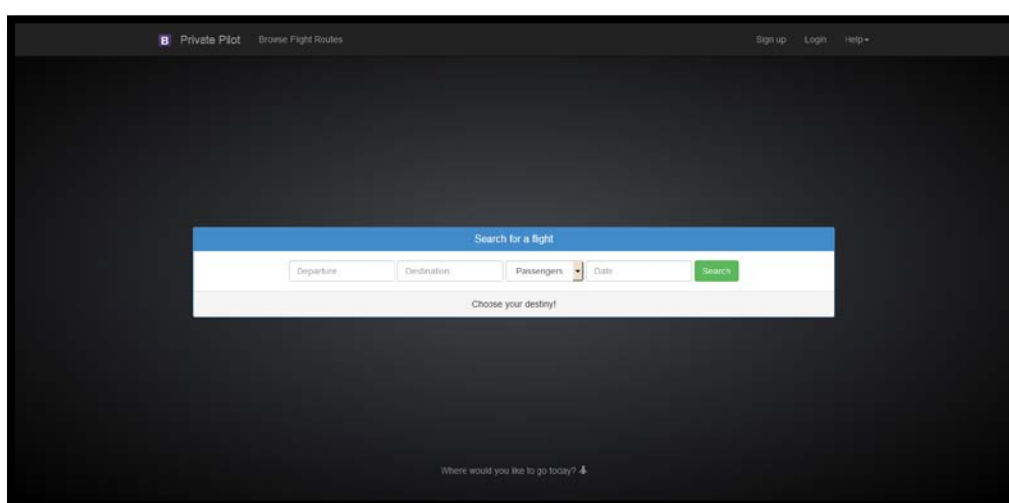 B Private Pilot Browse Flight Routes Sign up Login Help
Search for a flight
Departure Destination Passengers Date Search
Choose your destiny!
Where would you like to go today?